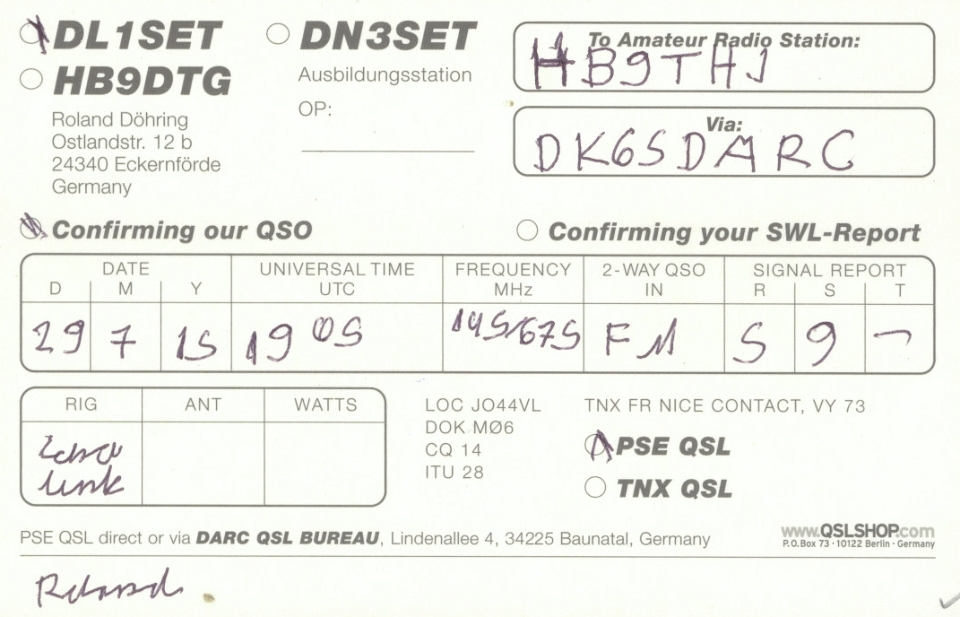 DL1SET
DN3SET
HB9DTG
Ausbildungsstation
OP:
Roland Döhring
Ostlandstr. 12 b
24340 Eckernförde
Germany
To Amateur Radio Station:
HB9THJ
Via:
DK6SDARC
Confirming our QSO
Confirming your SWL-Report
DATE UNIVERSAL TIME FREQUENCY 2-WAY QSO SIGNAL REPORT
D M Y UTC MHz IN R S T
29 7 15 19 05 145/675 FM 5 9 -
RIG ANT WATTS
Echo
link
LOC JO44VL
DOK MØ6
CQ 14
ITU 28
TNX FR NICE CONTACT, VY 73
PSE QSL
TNX QSL
PSE QSL direct or via DARC QSL BUREAU, Lindenallee 4, 34225 Baunatal, Germany
www.QSLSHOP.com
P.O.Box 73 · 10122 Berlin · Germany
Roland